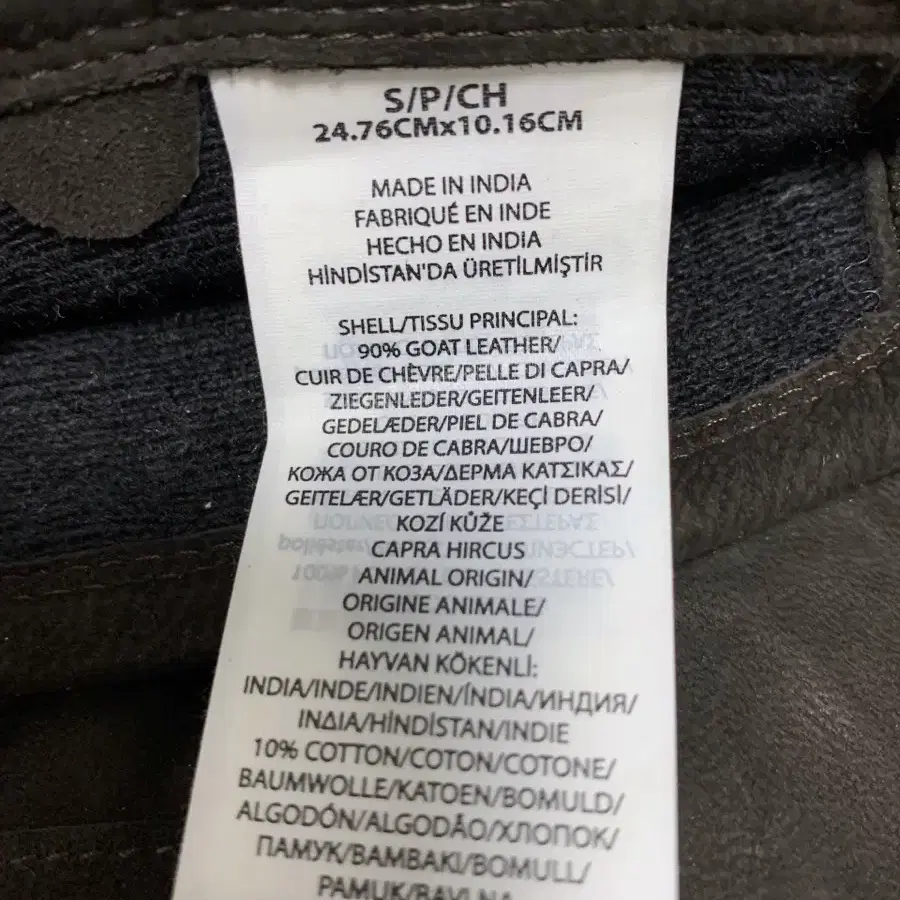 S/P/CH
24.76CMx10.16CM
MADE IN INDIA
FABRIQUÉ EN INDE
HECHO EN INDIA
HİNDİSTAN'DA ÜRETİLMİŞTİR
SHELL/TISSU PRINCIPAL:
90% GOAT LEATHER/
CUIR DE CHÈVRE/PELLE DI CAPRA/
ZIEGENLEDER/GEITENLEER/
GEDELÆDER/PIEL DE CABRA/
COURO DE CABRA/ШЕВРО/
КОЖА ОТ КОЗА/ΔΕΡΜΑ ΚΑΤΣΙΚΑΣ/
GEITELÆR/GETLÄDER/KEÇİ DERİSİ/
KOZÍ KŮŽE
CAPRA HIRCUS
ANIMAL ORIGIN/
ORIGINE ANIMALE/
ORIGEN ANIMAL/
HAYVAN KÖKENLİ:
INDIA/INDE/INDIEN/ÍNDIA/ИНДИЯ/
ΙΝΔΙΑ/HİNDİSTAN/INDIE
10% COTTON/COTON/COTONE/
BAUMWOLLE/KATOEN/BOMULD/
ALGODÓN/ALGODÃO/ХЛОПОК/
ПАМУК/ΒΑΜΒΑΚΙ/BOMULL/
PAMUK/BAVLNA